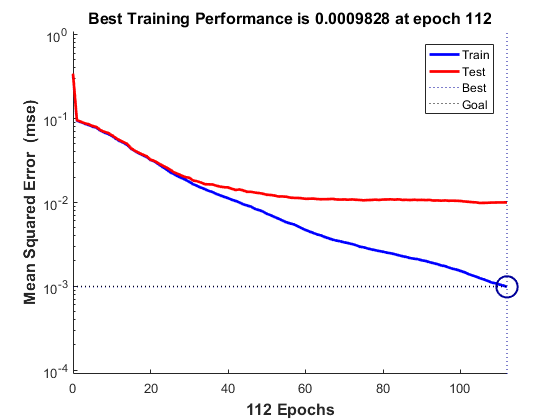 Best Training Performance is 0.0009828 at epoch 112
Mean Squared Error (mse)
10^0
10^-1
10^-2
10^-3
10^-4
Train
Test
Best
Goal
0 20 40 60 80 100
112 Epochs